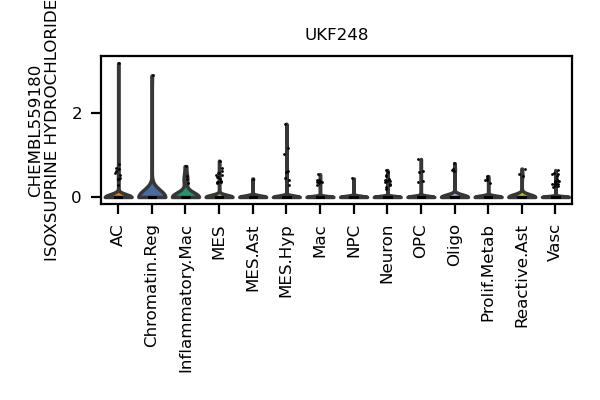 UKF248
CHEMBL559180
ISOXSUPRINE HYDROCHLORIDE
2
0
AC
Chromatin.Reg
Inflammatory.Mac
MES
MES.Ast
MES.Hyp
Mac
NPC
Neuron
OPC
Oligo
Prolif.Metab
Reactive.Ast
Vasc